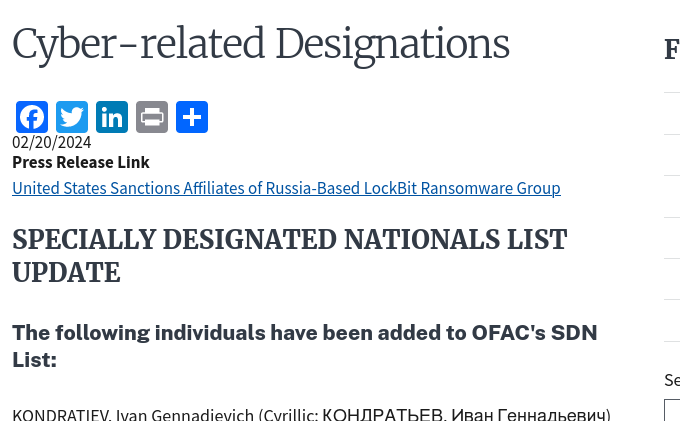 Cyber-related Designations
F
02/20/2024
Press Release Link
United States Sanctions Affiliates of Russia-Based LockBit Ransomware Group
SPECIALLY DESIGNATED NATIONALS LIST
UPDATE
The following individuals have been added to OFAC's SDN
List:
Se
KONDRATIEV, Ivan Gennadievich (Cyrillic: КОНДРАТЬЕВ, Иван Геннадьевич)